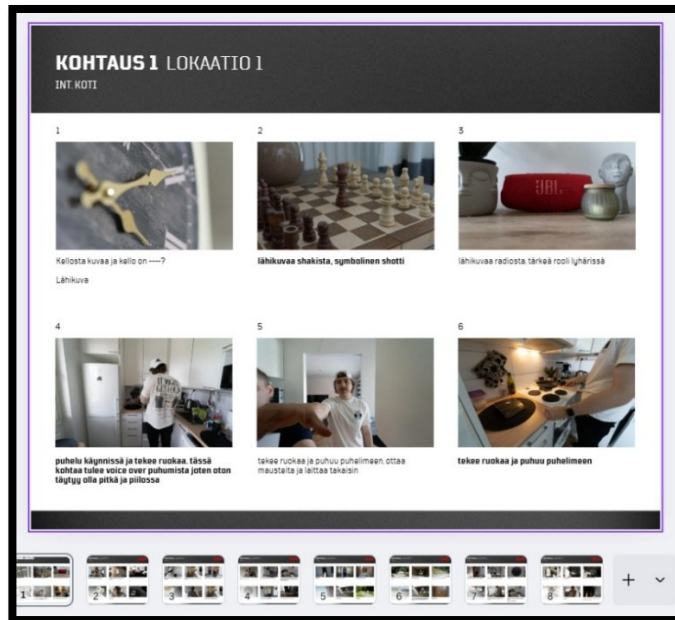 KOHTAUS 1 LOKAATIO 1
INT. KOTI
1
2
3
JBL
Kellosta kuvaa ja kello on ----?
Lähikuva
lähikuvaa shakista, symbolinen shotti
lähikuvaa radiosta, tärkeä rooli lyhärissä
4
5
6
puhelu käynnissä ja tekee ruokaa, tässä
kohtaa tulee voice over puhumista joten oton
täytyy olla pitkä ja piilossa
tekee ruokaa ja puhuu puhelimeen, ottaa
mausteita ja laittaa takaisin
tekee ruokaa ja puhuu puhelimeen
1
2
3
4
5
6
7
8